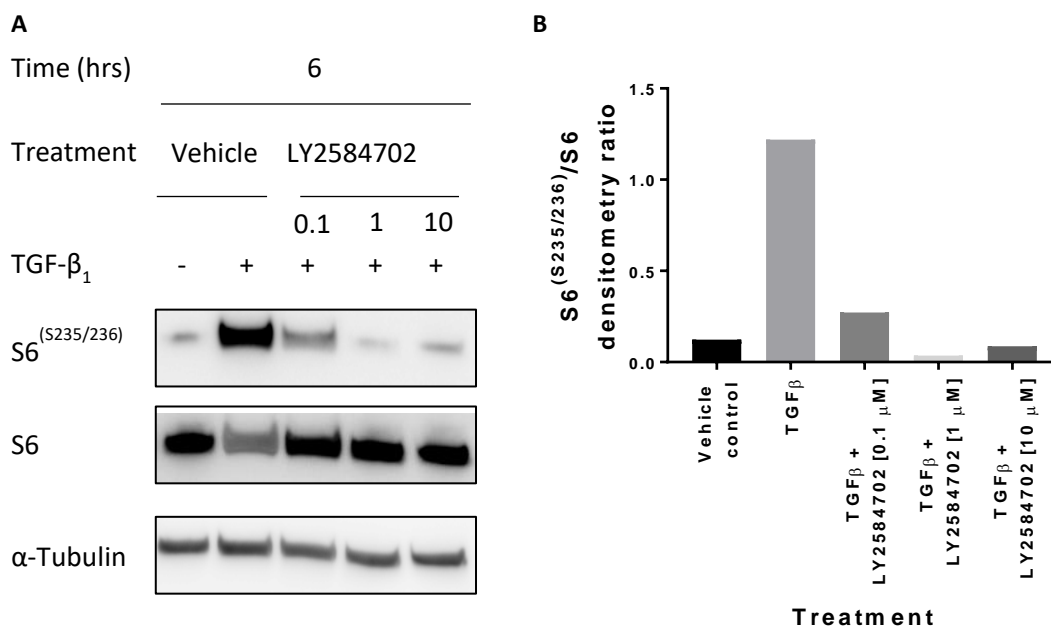 A
Time (hrs) 6
Treatment Vehicle LY2584702
0.1 1 10
TGF-β₁ - + + + +
S6^(S235/236)
S6
α-Tubulin
B
S6^(S235/236)/S6
densitometry ratio
1.5
1.0
0.5
0.0
Vehicle
control
TGFβ
TGFβ +
LY2584702 [0.1 μM]
TGFβ +
LY2584702 [1 μM]
TGFβ +
LY2584702 [10 μM]
Treatment